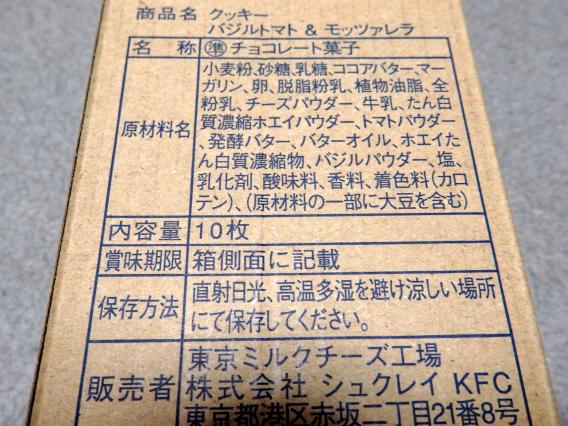 商品名 クッキー
バジルトマト & モッツァレラ
名称 ㊜チョコレート菓子
原材料名 小麦粉、砂糖、乳糖、ココアバター、マー
ガリン、卵、脱脂粉乳、植物油脂、全
粉乳、チーズパウダー、牛乳、たん白
質濃縮ホエイパウダー、トマトパウダー
、発酵バター、バターオイル、ホエイた
ん白質濃縮物、バジルパウダー、塩、
乳化剤、酸味料、香料、着色料(カロ
テン)、(原材料の一部に大豆を含む)
内容量 10枚
賞味期限 箱側面に記載
保存方法 直射日光、高温多湿を避け涼しい場所
にて保存してください。
販売者 東京ミルクチーズ工場
株式会社 シュクレイ KFC
東京都港区赤坂二丁目21番8号